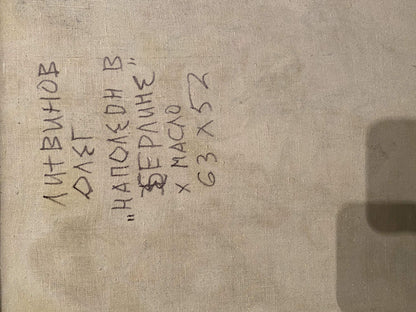 ЛИТВИНОВ
ОЛЕГ
"НАПОЛЕОН В
БЕРЛИНЕ"
Х МАСЛО
63 Х 52